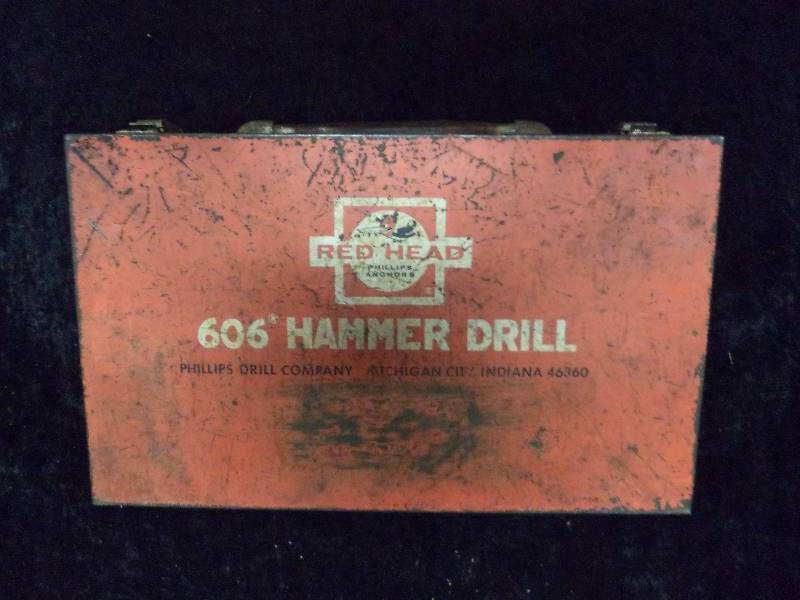 RED HEAD
PHILLIPS
ANCHORS
606° HAMMER DRILL
PHILLIPS DRILL COMPANY MICHIGAN CITY, INDIANA 46360